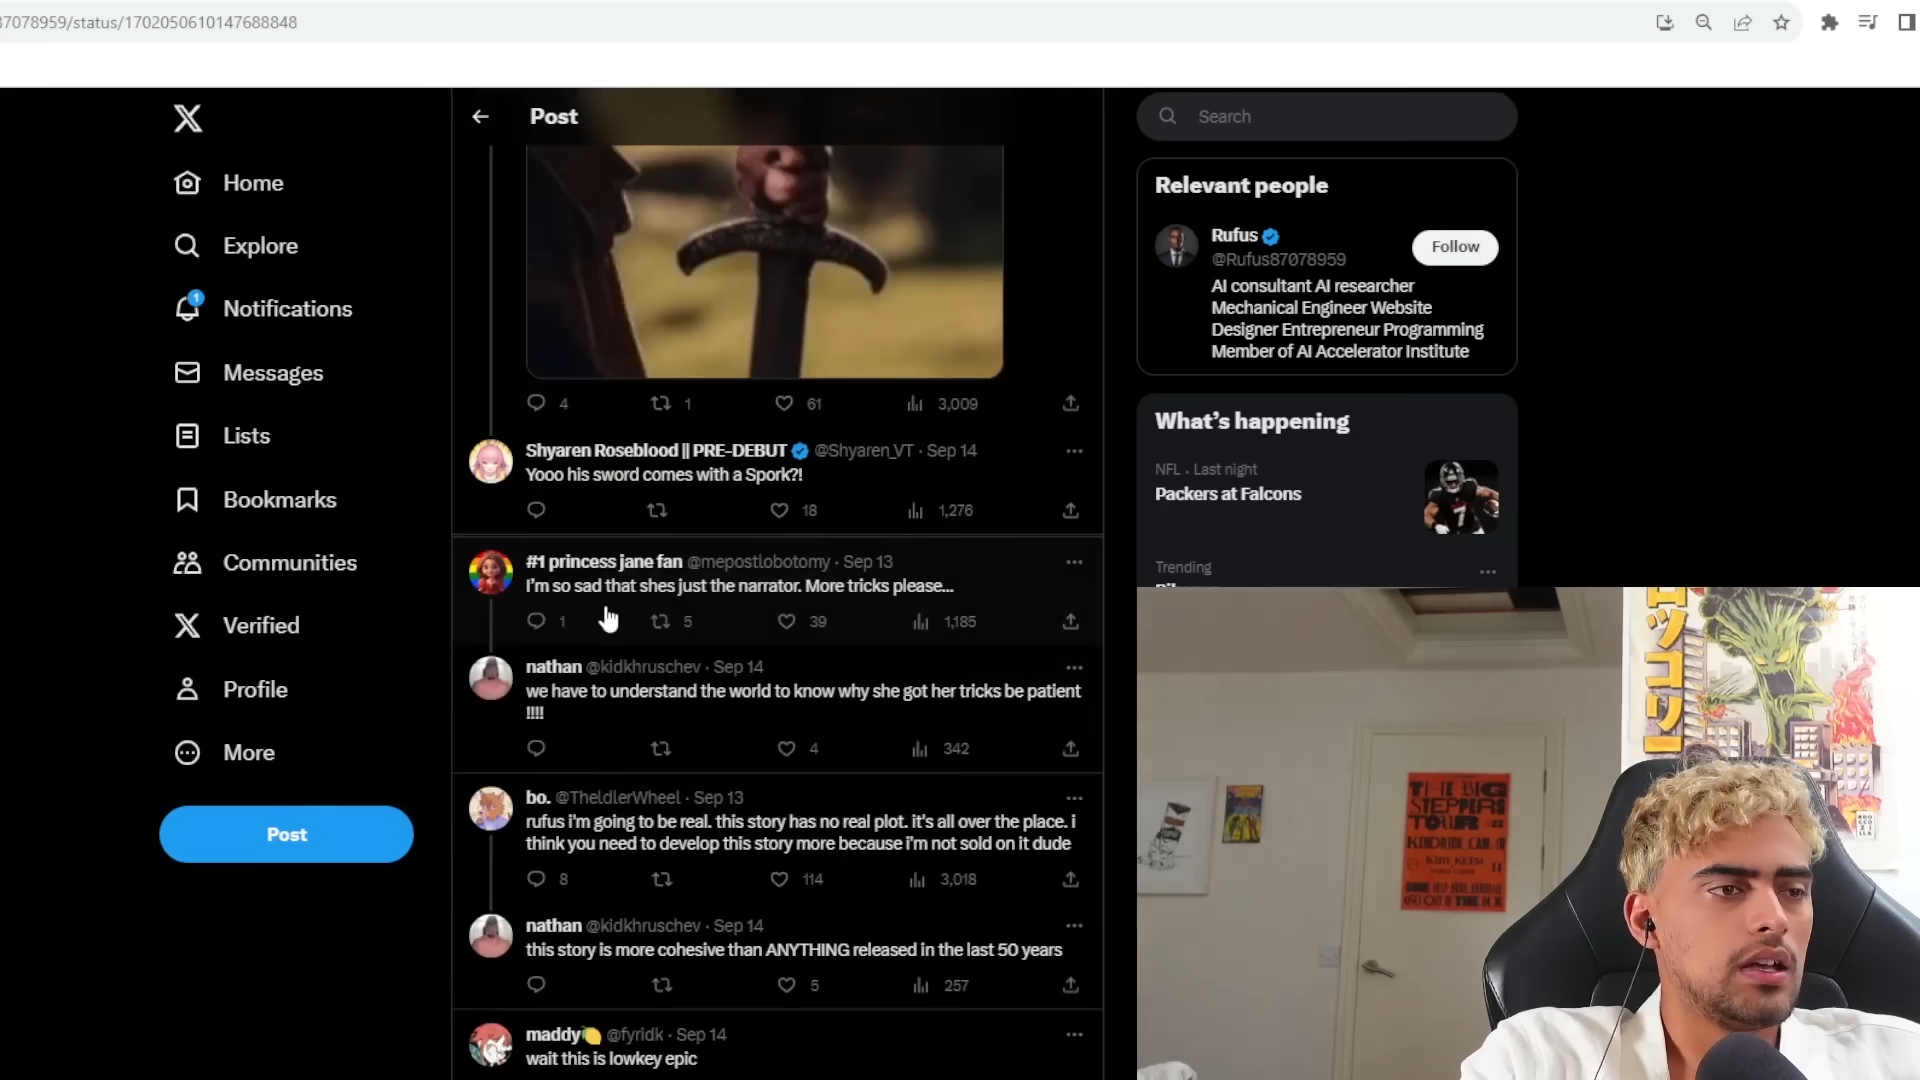 37078959/status/1702050610147688848
Post
Search
Home
Explore
1
Notifications
Messages
Lists
Bookmarks
Communities
Verified
Profile
More
Post
4 1 61 3,009
Shyaren Roseblood || PRE-DEBUT @Shyaren_VT · Sep 14
Yooo his sword comes with a Spork?!
18 1,276
#1 princess jane fan @mepostlobotomy · Sep 13
I'm so sad that shes just the narrator. More tricks please...
1 5 39 1,185
nathan @kidkhruschev · Sep 14
we have to understand the world to know why she got her tricks be patient
!!!!
4 342
bo. @TheIdlerWheel · Sep 13
rufus i'm going to be real. this story has no real plot. it's all over the place. i
think you need to develop this story more because i'm not sold on it dude
8 114 3,018
nathan @kidkhruschev · Sep 14
this story is more cohesive than ANYTHING released in the last 50 years
5 257
maddy🍋 @fyridk · Sep 14
wait this is lowkey epic
Relevant people
Rufus
@Rufus87078959
Follow
AI consultant AI researcher
Mechanical Engineer Website
Designer Entrepreneur Programming
Member of AI Accelerator Institute
What's happening
NFL · Last night
Packers at Falcons
7
Trending
THE BIG
STEPPERS
TOUR
KENDRICK LAMAR
BABY KEEM